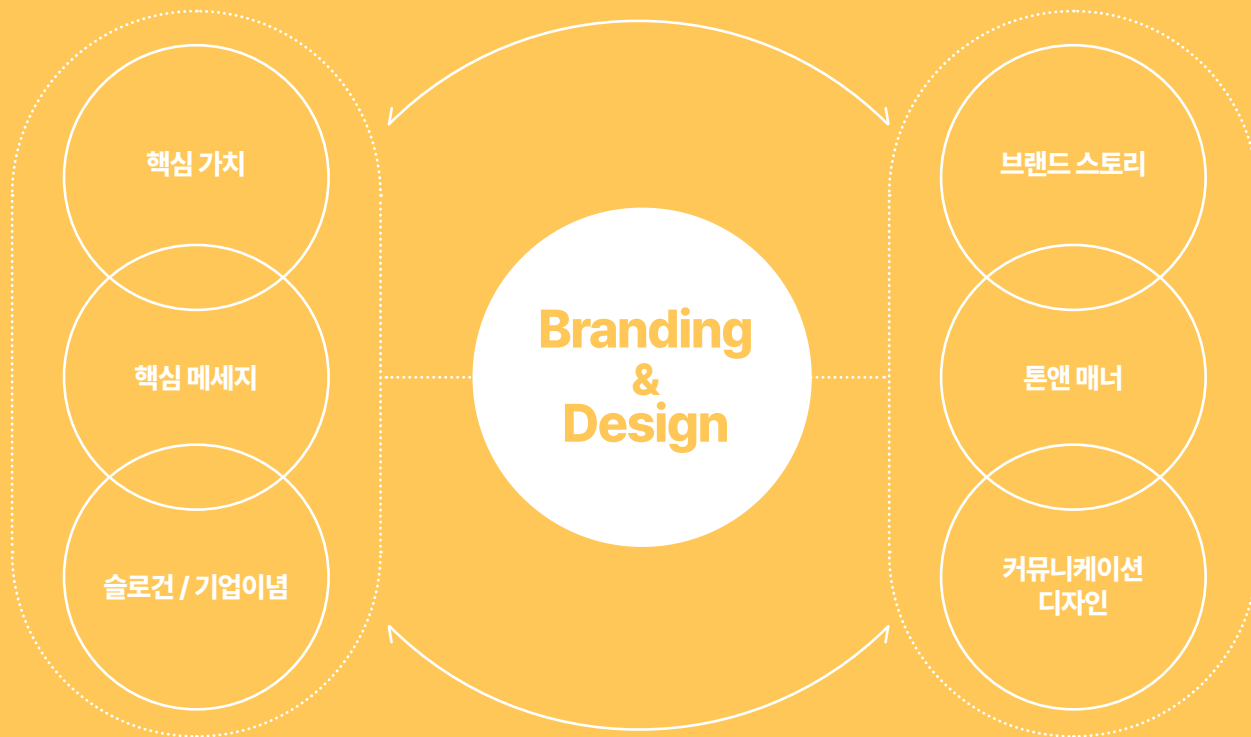 핵심 가치
핵심 메세지
슬로건 / 기업이념
Branding
&
Design
브랜드 스토리
톤앤 매너
커뮤니케이션
디자인